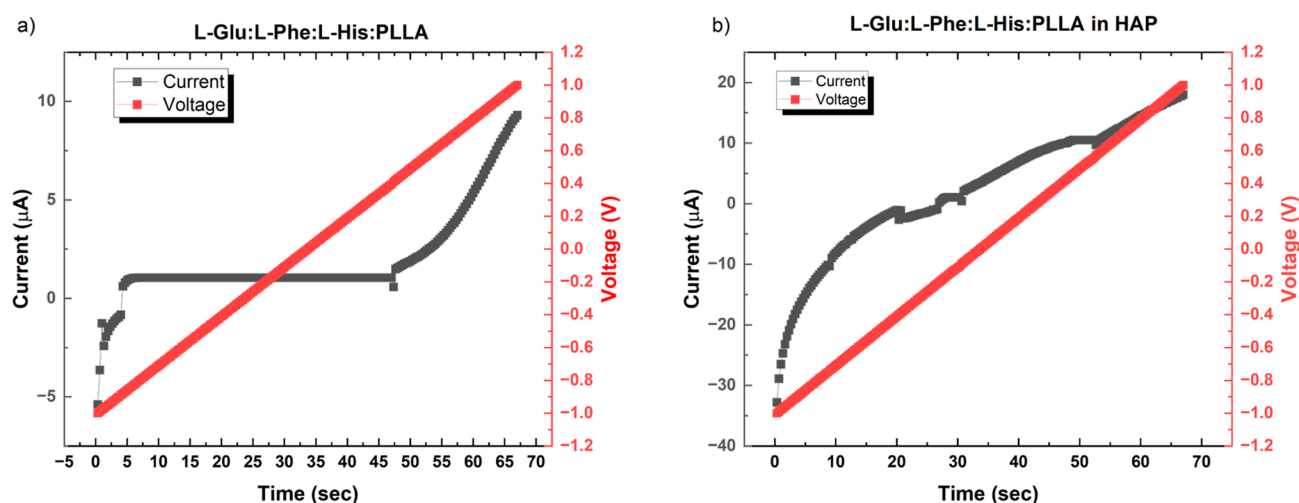 a)
L-Glu:L-Phe:L-His:PLLA
Current
Voltage
Current (μA)
10
5
0
−5
Voltage (V)
1.2
1.0
0.8
0.6
0.4
0.2
0.0
−0.2
−0.4
−0.6
−0.8
−1.0
−1.2
−5 0 5 10 15 20 25 30 35 40 45 50 55 60 65 70
Time (sec)
b)
L-Glu:L-Phe:L-His:PLLA in HAP
Current
Voltage
Current (μA)
20
10
0
−10
−20
−30
−40
Voltage (V)
1.2
1.0
0.8
0.6
0.4
0.2
0.0
−0.2
−0.4
−0.6
−0.8
−1.0
−1.2
0 10 20 30 40 50 60 70
Time (sec)